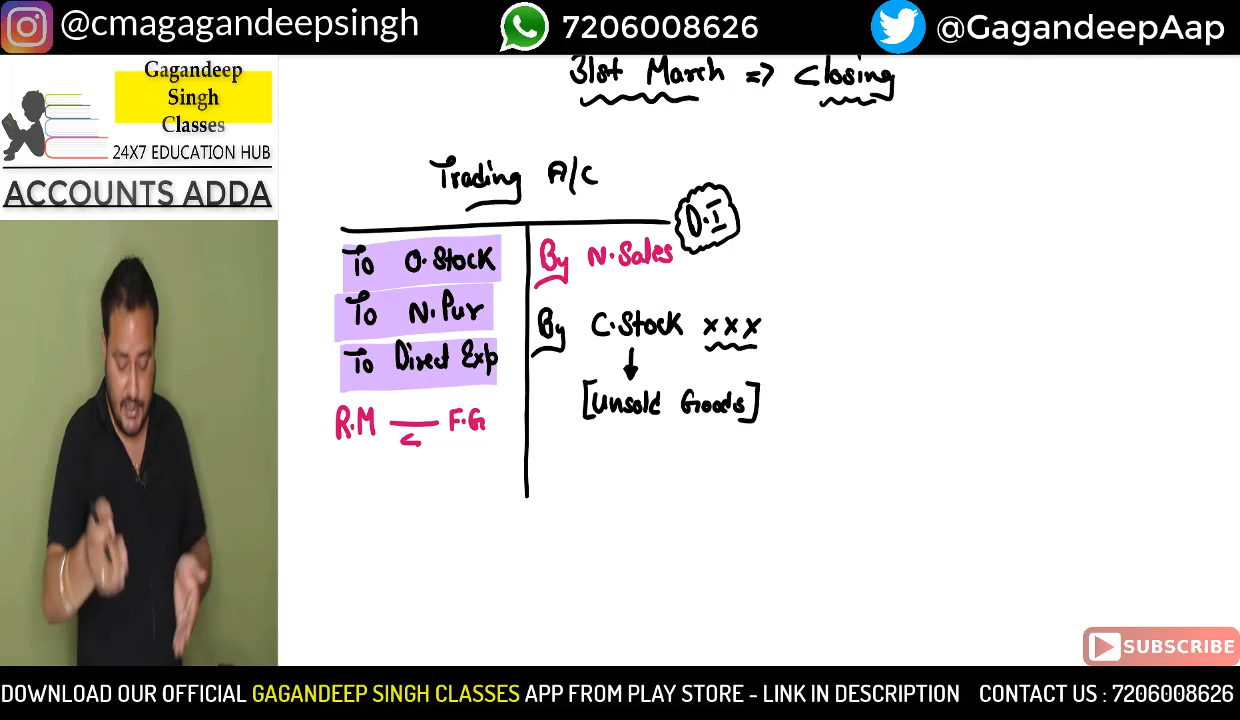 @cmagagandeepsingh 7206008626 @GagandeepAap
Gagandeep
Singh
Classes
24X7 EDUCATION HUB
ACCOUNTS ADDA
31st March => Closing
Trading A/C
D.I
To O.Stock By N.Sales
To N.Pur By C.Stock xxx
To Direct Exp
[Unsold Goods]
R.M F.G
SUBSCRIBE
DOWNLOAD OUR OFFICIAL GAGANDEEP SINGH CLASSES APP FROM PLAY STORE - LINK IN DESCRIPTION CONTACT US : 7206008626